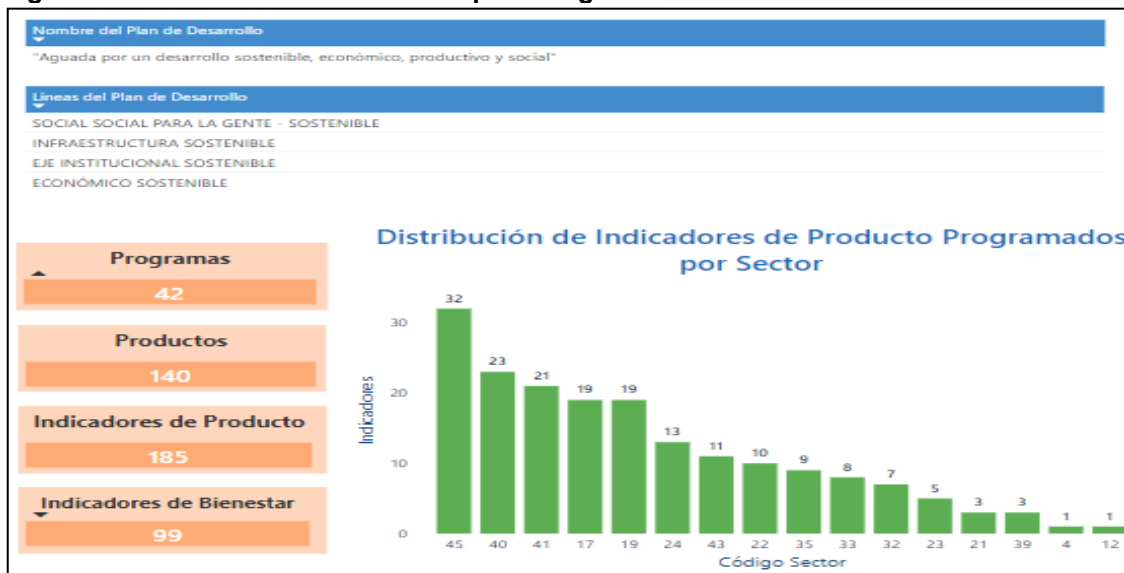 Nombre del Plan de Desarrollo
"Aguada por un desarrollo sostenible, económico, productivo y social"
Líneas del Plan de Desarrollo
SOCIAL SOCIAL PARA LA GENTE - SOSTENIBLE
INFRAESTRUCTURA SOSTENIBLE
EJE INSTITUCIONAL SOSTENIBLE
ECONÓMICO SOSTENIBLE
Programas
42
Productos
140
Indicadores de Producto
185
Indicadores de Bienestar
99
Distribución de Indicadores de Producto Programados
por Sector
Indicadores
30
20
10
0
32 23 21 19 19 13 11 10 9 8 7 5 3 3 1 1
45 40 41 17 19 24 43 22 35 33 32 23 21 39 4 12
Código Sector